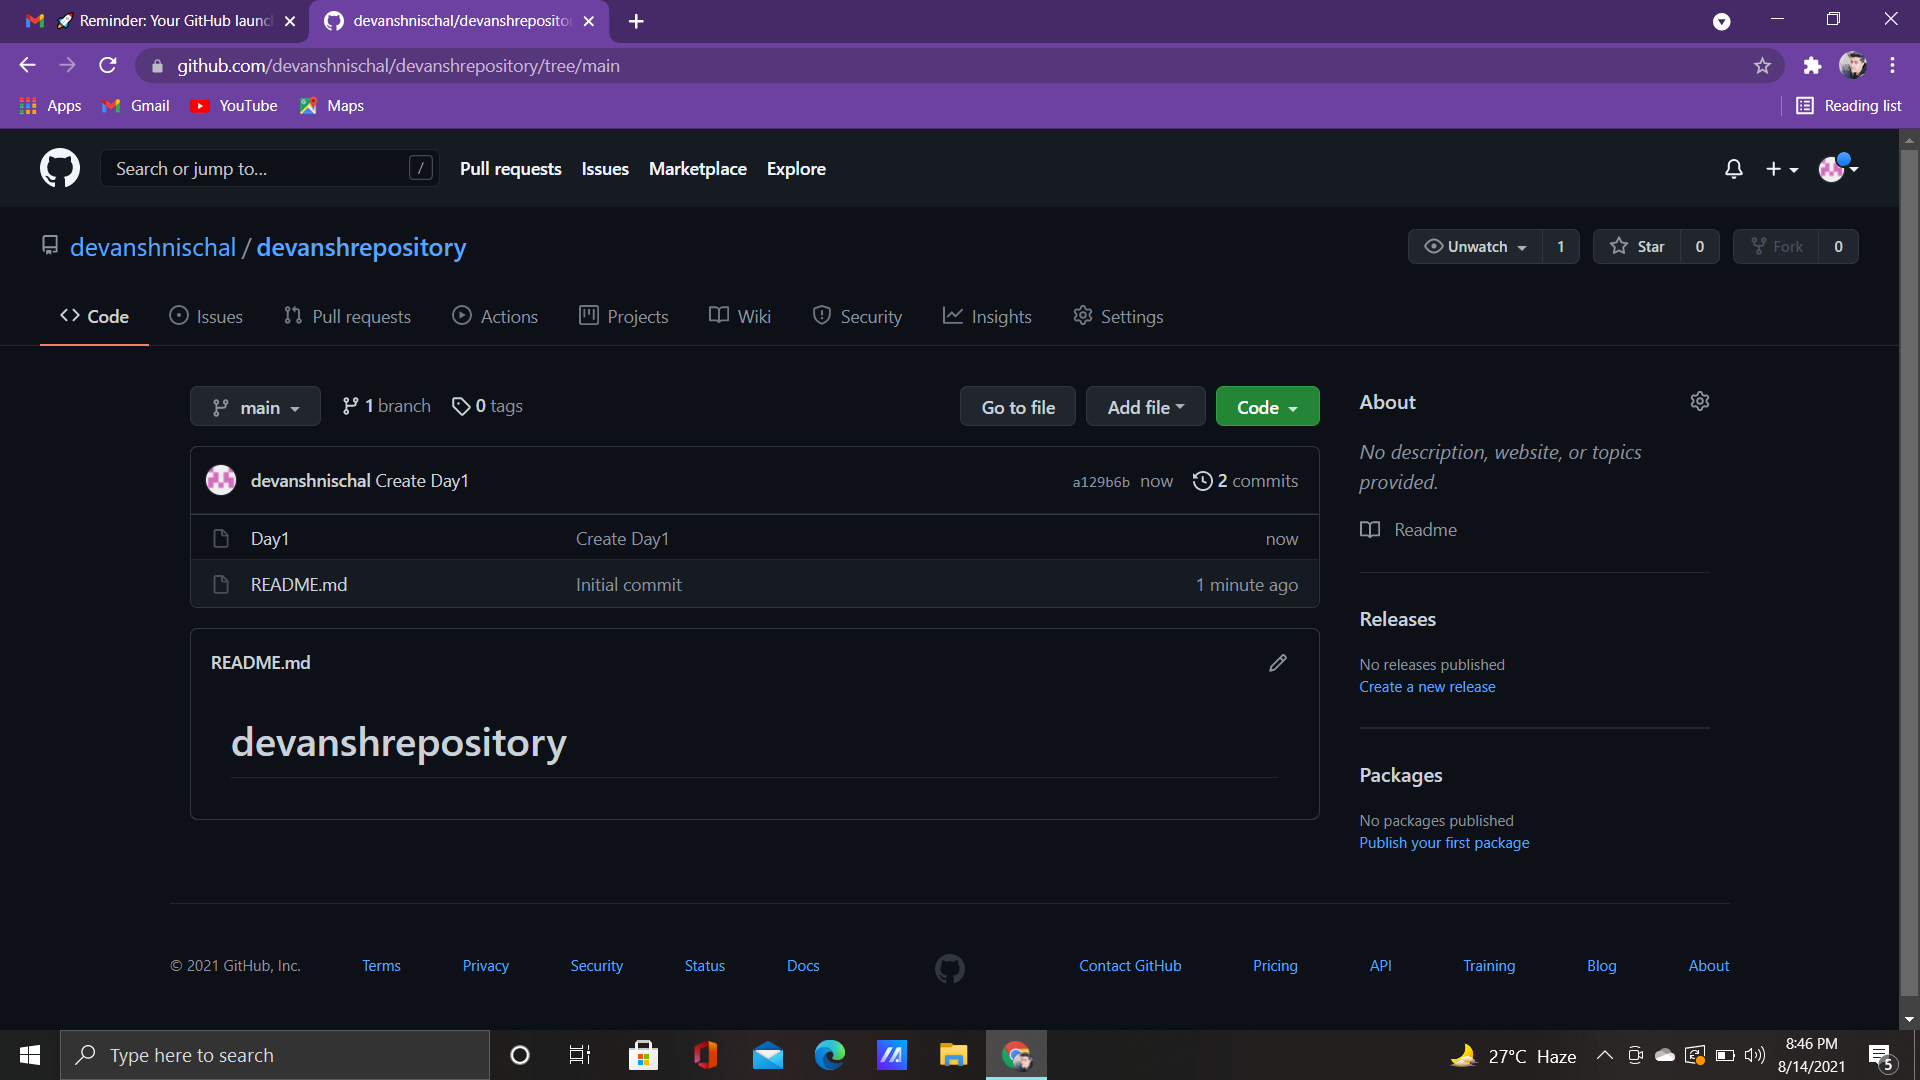 🚀 Reminder: Your GitHub launc
devanshnischal/devanshrepositor
github.com/devanshnischal/devanshrepository/tree/main
Apps Gmail YouTube Maps Reading list
Search or jump to... / Pull requests Issues Marketplace Explore
devanshnischal / devanshrepository Unwatch 1 Star 0 Fork 0
Code Issues Pull requests Actions Projects Wiki Security Insights Settings
main 1 branch 0 tags Go to file Add file Code
devanshnischal Create Day1 a129b6b now 2 commits
Day1 Create Day1 now
README.md Initial commit 1 minute ago
README.md
devanshrepository
About
No description, website, or topics
provided.
Readme
Releases
No releases published
Create a new release
Packages
No packages published
Publish your first package
© 2021 GitHub, Inc. Terms Privacy Security Status Docs Contact GitHub Pricing API Training Blog About
Type here to search 27°C Haze 8:46 PM
8/14/2021 5